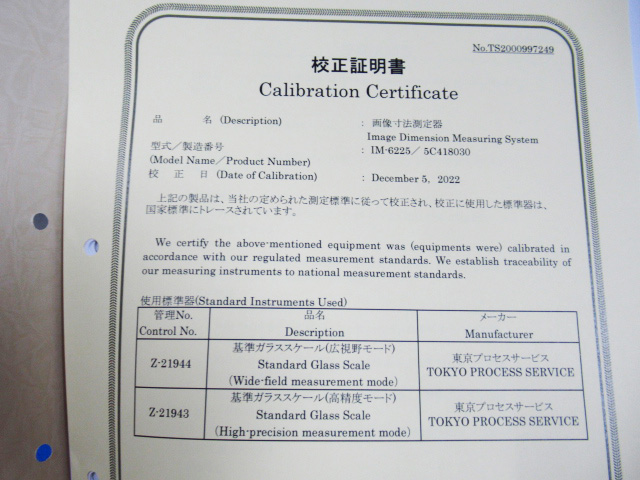 No.TS2000997249
校正証明書
Calibration Certificate
品　　　名 (Description) : 画像寸法測定器
Image Dimension Measuring System
型式／製造番号 : IM-6225／ 5C418030
(Model Name／Product Number)
校　正　日 (Date of Calibration) : December 5, 2022
上記の製品は、当社の定められた測定標準に従って校正され、校正に使用した標準器は、
国家標準にトレースされています。
We certify the above-mentioned equipment was (equipments were) calibrated in
accordance with our regulated measurement standards. We establish traceability of
our measuring instruments to national measurement standards.
使用標準器(Standard Instruments Used)
管理No. 品名 メーカー
Control No. Description Manufacturer
基準ガラススケール(広視野モード)
Z-21944 Standard Glass Scale 東京プロセスサービス
(Wide-field measurement mode) TOKYO PROCESS SERVICE
基準ガラススケール(高精度モード)
Z-21943 Standard Glass Scale 東京プロセスサービス
(High-precision measurement mode) TOKYO PROCESS SERVICE